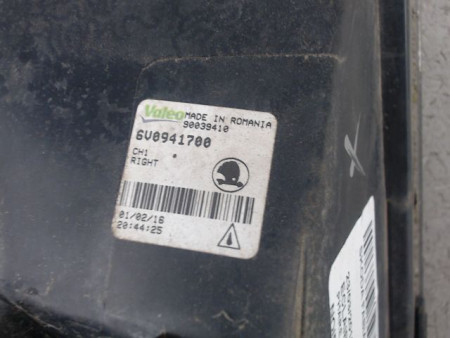 Valeo MADE IN ROMANIA
90039410
6V0941700
CH1
RIGHT
01/02/16
20:44:25